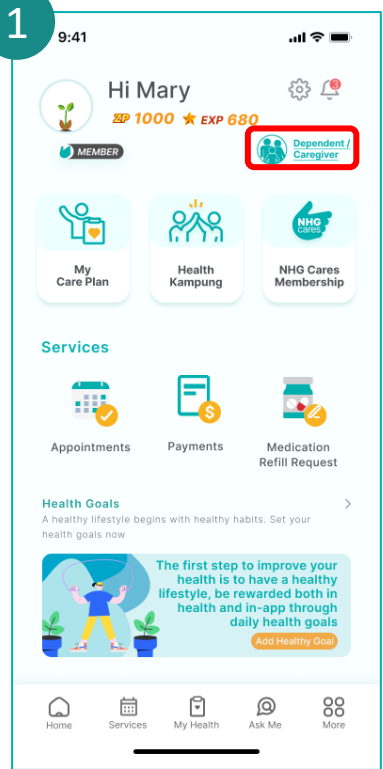 1
9:41
Hi Mary
ZP 1000 EXP 680
MEMBER
Dependent /
Caregiver
NHG
cares
My
Care Plan
Health
Kampung
NHG Cares
Membership
Services
$
Appointments
Payments
Medication
Refill Request
Health Goals
A healthy lifestyle begins with healthy habits. Set your
health goals now
The first step to improve your
health is to have a healthy
lifestyle, be rewarded both in
health and in-app through
daily health goals
Add Healthy Goal
Home
Services
My Health
Ask Me
More